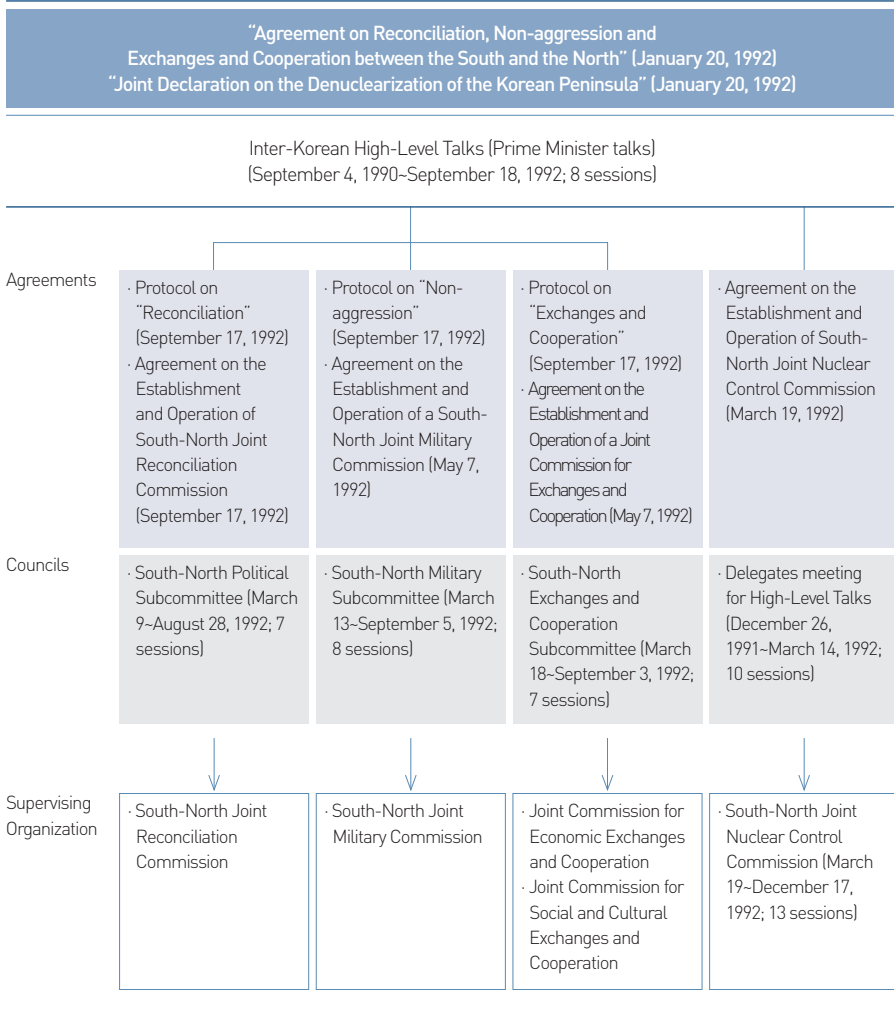 “Agreement on Reconciliation, Non-aggression and
Exchanges and Cooperation between the South and the North” (January 20, 1992)
“Joint Declaration on the Denuclearization of the Korean Peninsula” (January 20, 1992)
Inter-Korean High-Level Talks (Prime Minister talks)
(September 4, 1990~September 18, 1992; 8 sessions)
Agreements
· Protocol on
“Reconciliation”
(September 17, 1992)
· Agreement on the
Establishment
and Operation of
South-North Joint
Reconciliation
Commission
(September 17, 1992)
· Protocol on “Non-
aggression”
(September 17, 1992)
· Agreement on the
Establishment and
Operation of a South-
North Joint Military
Commission (May 7,
1992)
· Protocol on
“Exchanges and
Cooperation”
(September 17, 1992)
· Agreement on the
Establishment and
Operation of a Joint
Commission for
Exchanges and
Cooperation (May 7, 1992)
· Agreement on the
Establishment and
Operation of South-
North Joint Nuclear
Control Commission
(March 19, 1992)
Councils
· South-North Political
Subcommittee (March
9~August 28, 1992; 7
sessions)
· South-North Military
Subcommittee (March
13~September 5, 1992;
8 sessions)
· South-North
Exchanges and
Cooperation
Subcommittee (March
18~September 3, 1992;
7 sessions)
· Delegates meeting
for High-Level Talks
(December 26,
1991~March 14, 1992;
10 sessions)
Supervising
Organization
· South-North Joint
Reconciliation
Commission
· South-North Joint
Military Commission
· Joint Commission for
Economic Exchanges
and Cooperation
· Joint Commission for
Social and Cultural
Exchanges and
Cooperation
· South-North Joint
Nuclear Control
Commission (March
19~December 17,
1992; 13 sessions)